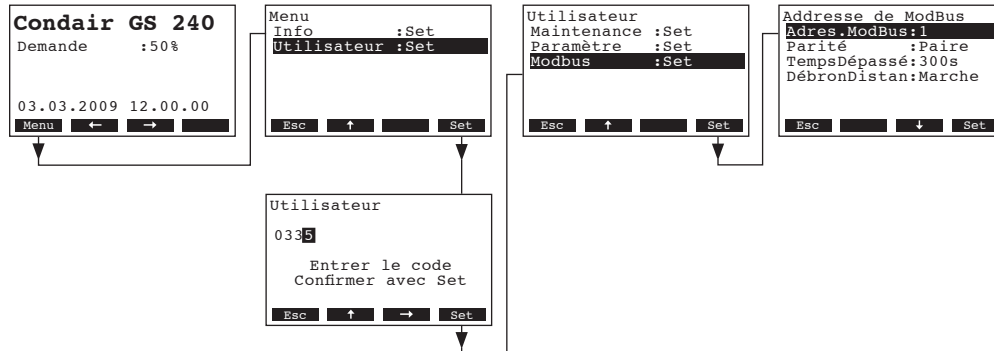 Condair GS 240
Demande :50%
03.03.2009 12.00.00
Menu ← →
Menu
Info :Set
Utilisateur :Set
Esc ↑ Set
Utilisateur
0335
Entrer le code
Confirmer avec Set
Esc ↑ → Set
Utilisateur
Maintenance :Set
Paramètre :Set
Modbus :Set
Esc ↑ Set
Addresse de ModBus
Adres.ModBus:1
Parité :Paire
TempsDépassé:300s
DébronDistan:Marche
Esc ↓ Set